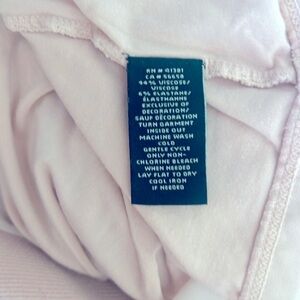 RN # 41381
CA # 56658
94% VISCOSE/
VISCOSE
6% ELASTANE/
ÉLASTHANNE
EXCLUSIVE OF
DECORATION/
SAUF DÉCORATION
TURN GARMENT
INSIDE OUT
MACHINE WASH
COLD
GENTLE CYCLE
ONLY NON-
CHLORINE BLEACH
WHEN NEEDED
LAY FLAT TO DRY
COOL IRON
IF NEEDED